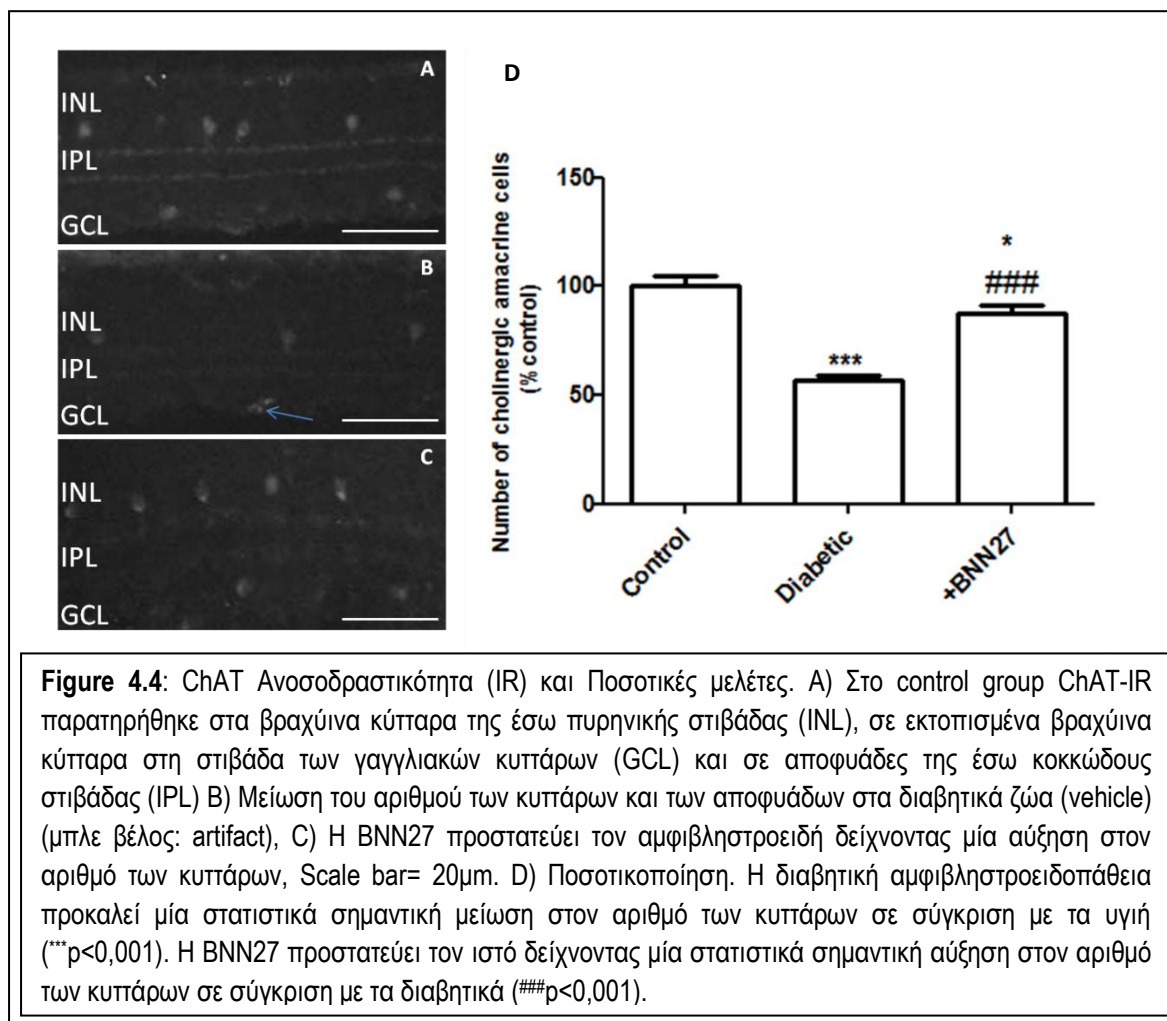 A
INL
IPL
GCL
B
INL
IPL
GCL
C
INL
IPL
GCL
D
Number of cholinergic amacrine cells
(% control)
150
100
50
0
***
*
###
Control
Diabetic
+BNN27
Figure 4.4: ChAT Ανοσοδραστικότητα (IR) και Ποσοτικές μελέτες. A) Στο control group ChAT-IR
παρατηρήθηκε στα βραχύινα κύτταρα της έσω πυρηνικής στιβάδας (INL), σε εκτοπισμένα βραχύινα
κύτταρα στη στιβάδα των γαγγλιακών κυττάρων (GCL) και σε αποφυάδες της έσω κοκκώδους
στιβάδας (IPL) B) Μείωση του αριθμού των κυττάρων και των αποφυάδων στα διαβητικά ζώα (vehicle)
(μπλε βέλος: artifact), C) Η BNN27 προστατεύει τον αμφιβληστροειδή δείχνοντας μία αύξηση στον
αριθμό των κυττάρων, Scale bar= 20μm. D) Ποσοτικοποίηση. Η διαβητική αμφιβληστροειδοπάθεια
προκαλεί μία στατιστικά σημαντική μείωση στον αριθμό των κυττάρων σε σύγκριση με τα υγιή
(***p<0,001). Η BNN27 προστατεύει τον ιστό δείχνοντας μία στατιστικά σημαντική αύξηση στον αριθμό
των κυττάρων σε σύγκριση με τα διαβητικά (###p<0,001).